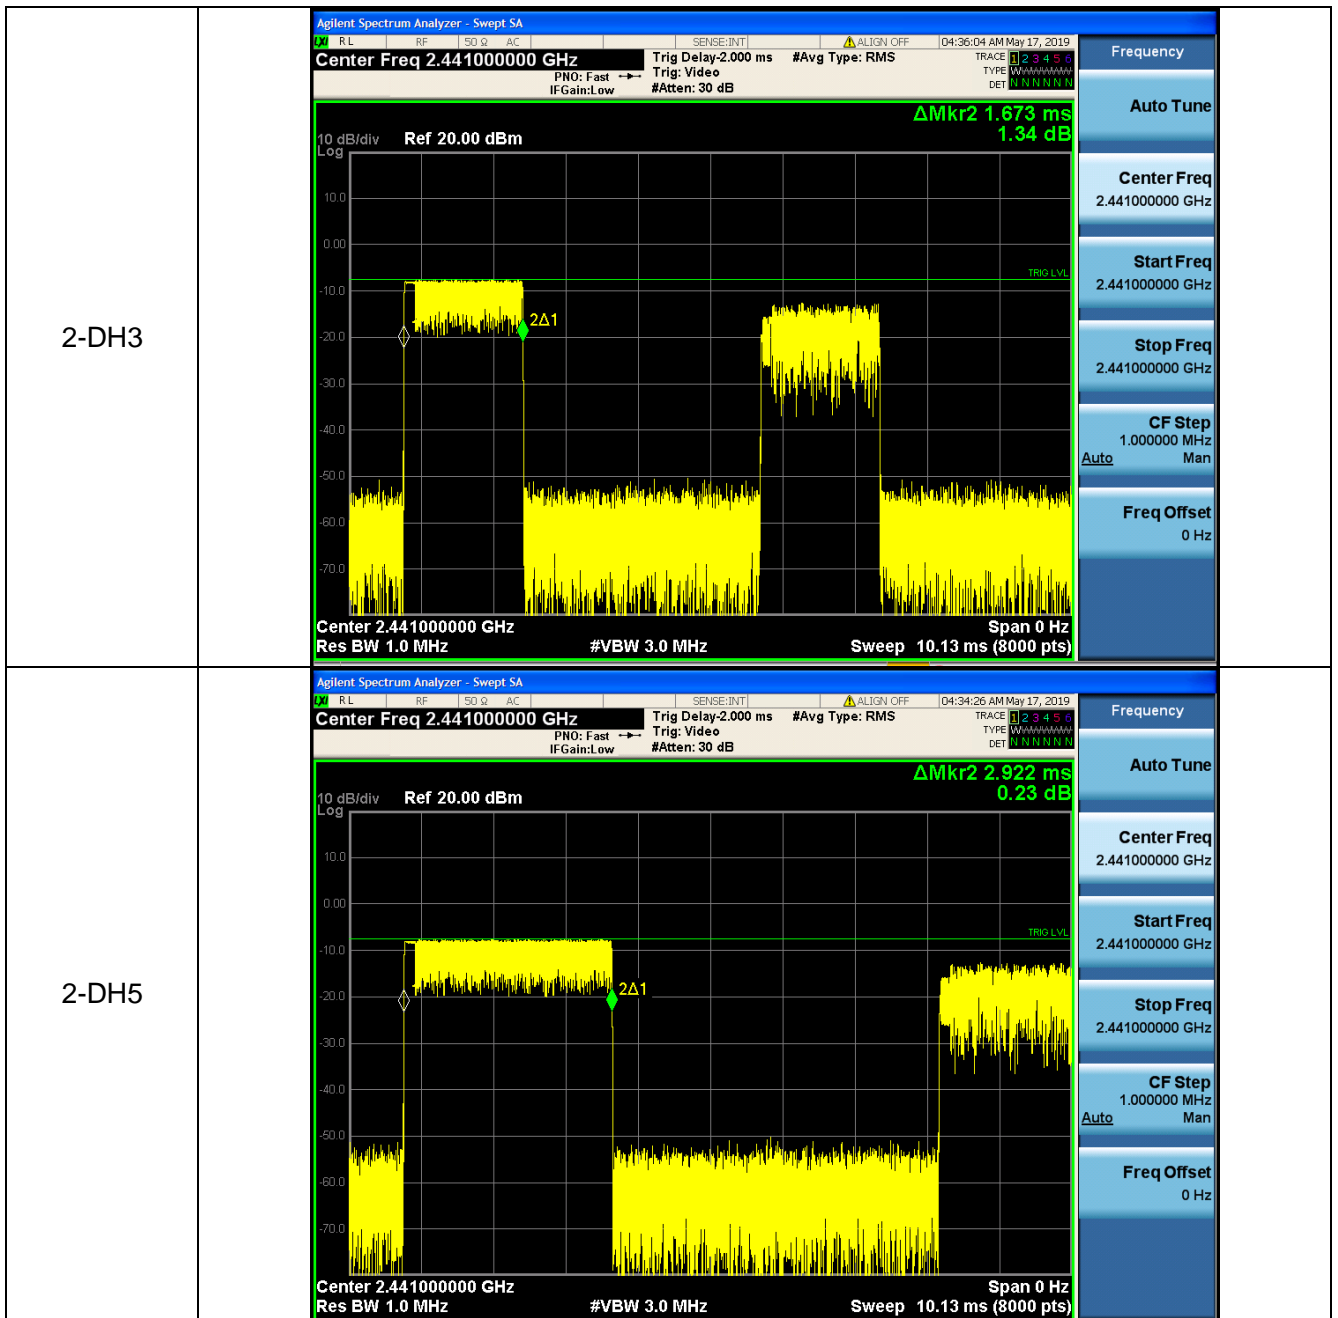 2-DH3
Agilent Spectrum Analyzer - Swept SA
LXI RL RF 50 Ω AC SENSE:INT ALIGN OFF 04:36:04 AM May 17, 2019
Center Freq 2.441000000 GHz
PNO: Fast
IFGain:Low
Trig Delay-2.000 ms
Trig: Video
#Atten: 30 dB
#Avg Type: RMS
TRACE 1 2 3 4 5 6
TYPE W
DET N N N N N N
ΔMkr2 1.673 ms
1.34 dB
10 dB/div Ref 20.00 dBm
Log
10.0
0.00
TRIG LVL
-10.0
2Δ1
-20.0
-30.0
-40.0
-50.0
-60.0
-70.0
Center 2.441000000 GHz Span 0 Hz
Res BW 1.0 MHz #VBW 3.0 MHz Sweep 10.13 ms (8000 pts)
Frequency
Auto Tune
Center Freq
2.441000000 GHz
Start Freq
2.441000000 GHz
Stop Freq
2.441000000 GHz
CF Step
1.000000 MHz
Auto Man
Freq Offset
0 Hz
2-DH5
Agilent Spectrum Analyzer - Swept SA
LXI RL RF 50 Ω AC SENSE:INT ALIGN OFF 04:34:26 AM May 17, 2019
Center Freq 2.441000000 GHz
PNO: Fast
IFGain:Low
Trig Delay-2.000 ms
Trig: Video
#Atten: 30 dB
#Avg Type: RMS
TRACE 1 2 3 4 5 6
TYPE W
DET N N N N N N
ΔMkr2 2.922 ms
0.23 dB
10 dB/div Ref 20.00 dBm
Log
10.0
0.00
TRIG LVL
-10.0
2Δ1
-20.0
-30.0
-40.0
-50.0
-60.0
-70.0
Center 2.441000000 GHz Span 0 Hz
Res BW 1.0 MHz #VBW 3.0 MHz Sweep 10.13 ms (8000 pts)
Frequency
Auto Tune
Center Freq
2.441000000 GHz
Start Freq
2.441000000 GHz
Stop Freq
2.441000000 GHz
CF Step
1.000000 MHz
Auto Man
Freq Offset
0 Hz